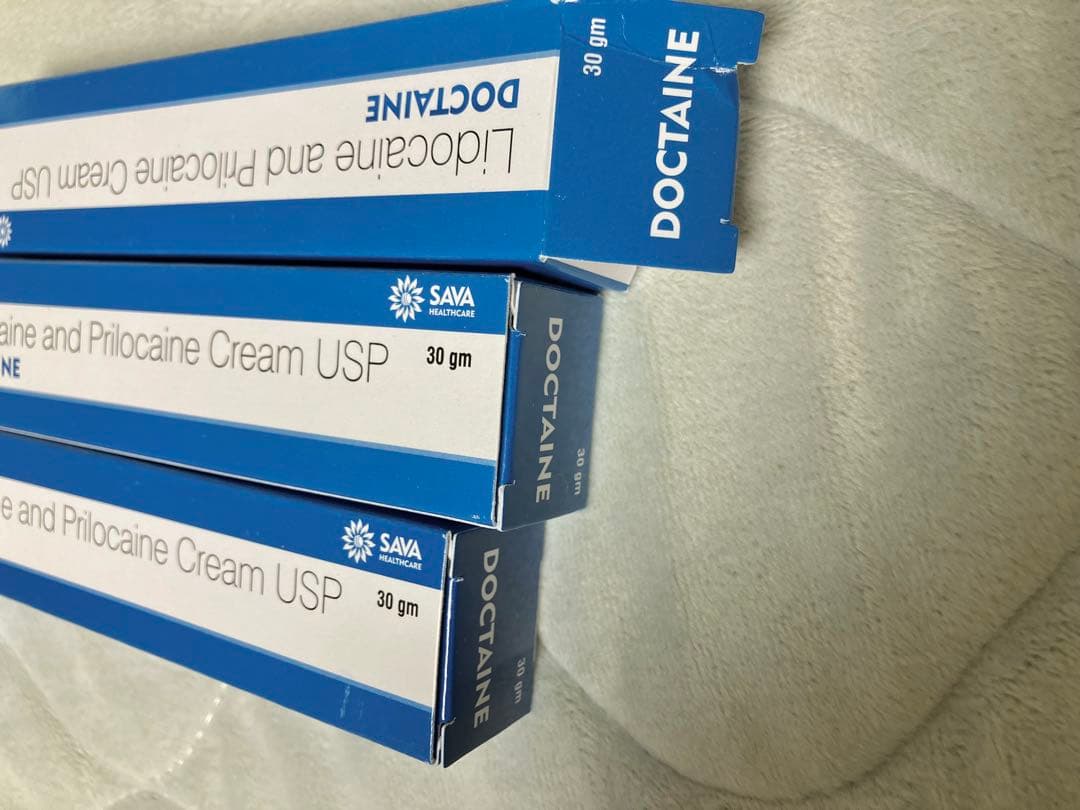 Lidocaine and Prilocaine Cream USP
DOCTAINE
30 gm
DOCTAINE
SAVA
HEALTHCARE
aine and Prilocaine Cream USP
30 gm
NE
DOCTAINE
30 gm
SAVA
HEALTHCARE
e and Prilocaine Cream USP
30 gm
DOCTAINE
30 gm